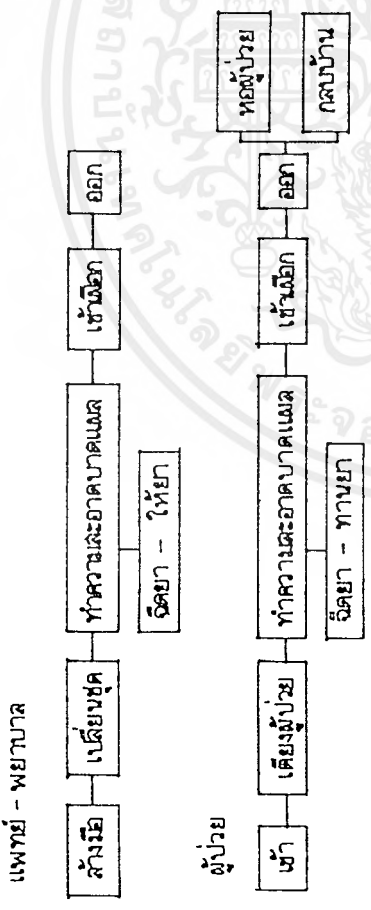 แพทย์ - พยาบาล
ล้างมือ
เปลี่ยนชุด
ทำความสะอาดบาดแผล
ฉีดยา - ให้ยา
เข้าเฝือก
ออก
ผู้ป่วย
เข้า
เตียงผู้ป่วย
ทำความสะอาดบาดแผล
ฉีดยา - ทานยา
เข้าเฝือก
ออก
หอผู้ป่วย
กลับบ้าน